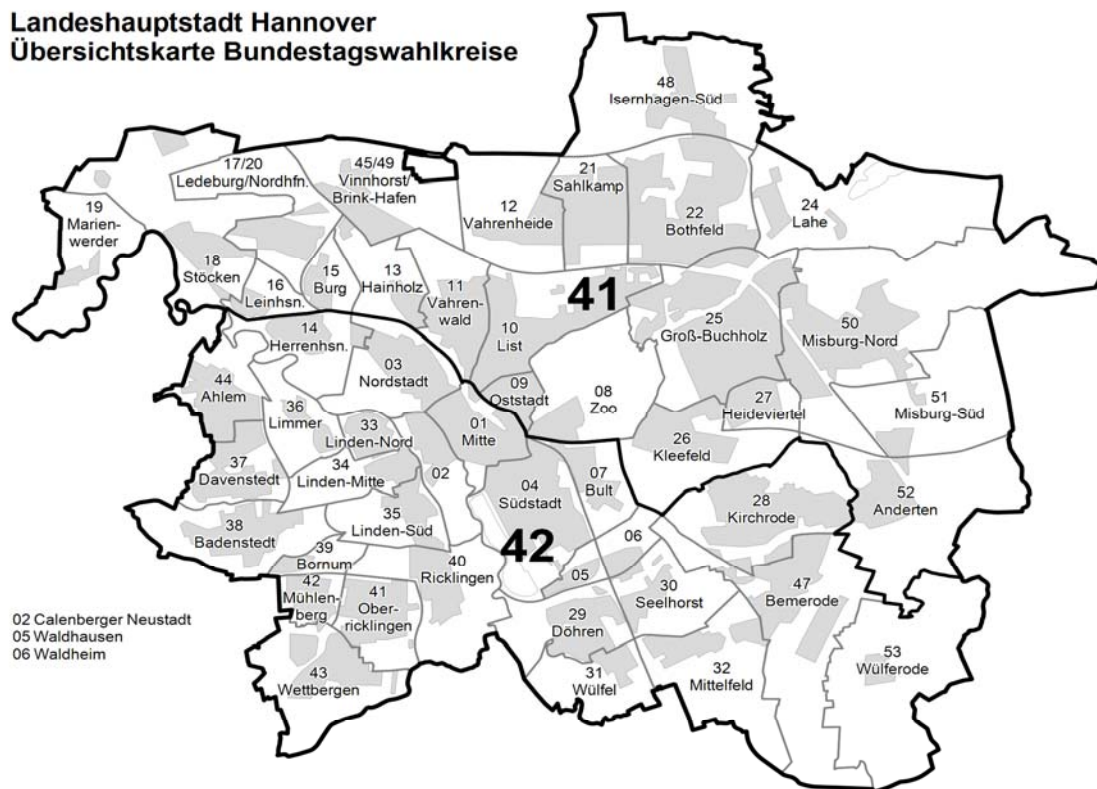 Landeshauptstadt Hannover
Übersichtskarte Bundestagswahlkreise
48
Isernhagen-Süd
17/20
Ledeburg/Nordhfn.
45/49
Vinnhorst/
Brink-Hafen
21
Sahlkamp
19
Marien-
werder
12
Vahrenheide
22
Bothfeld
24
Lahe
18
Stöcken
16
Leinhsn.
15
Burg
13
Hainholz
11
Vahren-
wald
41
10
List
25
Groß-Buchholz
50
Misburg-Nord
14
Herrenhsn.
03
Nordstadt
09
Oststadt
08
Zoo
27
Heideviertel
51
Misburg-Süd
44
Ahlem
36
Limmer
33
Linden-Nord
01
Mitte
26
Kleefeld
37
Davenstedt
34
Linden-Mitte
02
04
Südstadt
07
Bult
28
Kirchrode
52
Anderten
38
Badenstedt
35
Linden-Süd
42
06
39
Bornum
40
Ricklingen
05
30
Seelhorst
47
Bemerode
42
Mühlen-
berg
41
Ober-
ricklingen
29
Döhren
02 Calenberger Neustadt
05 Waldhausen
06 Waldheim
43
Wettbergen
31
Wülfel
32
Mittelfeld
53
Wülferode